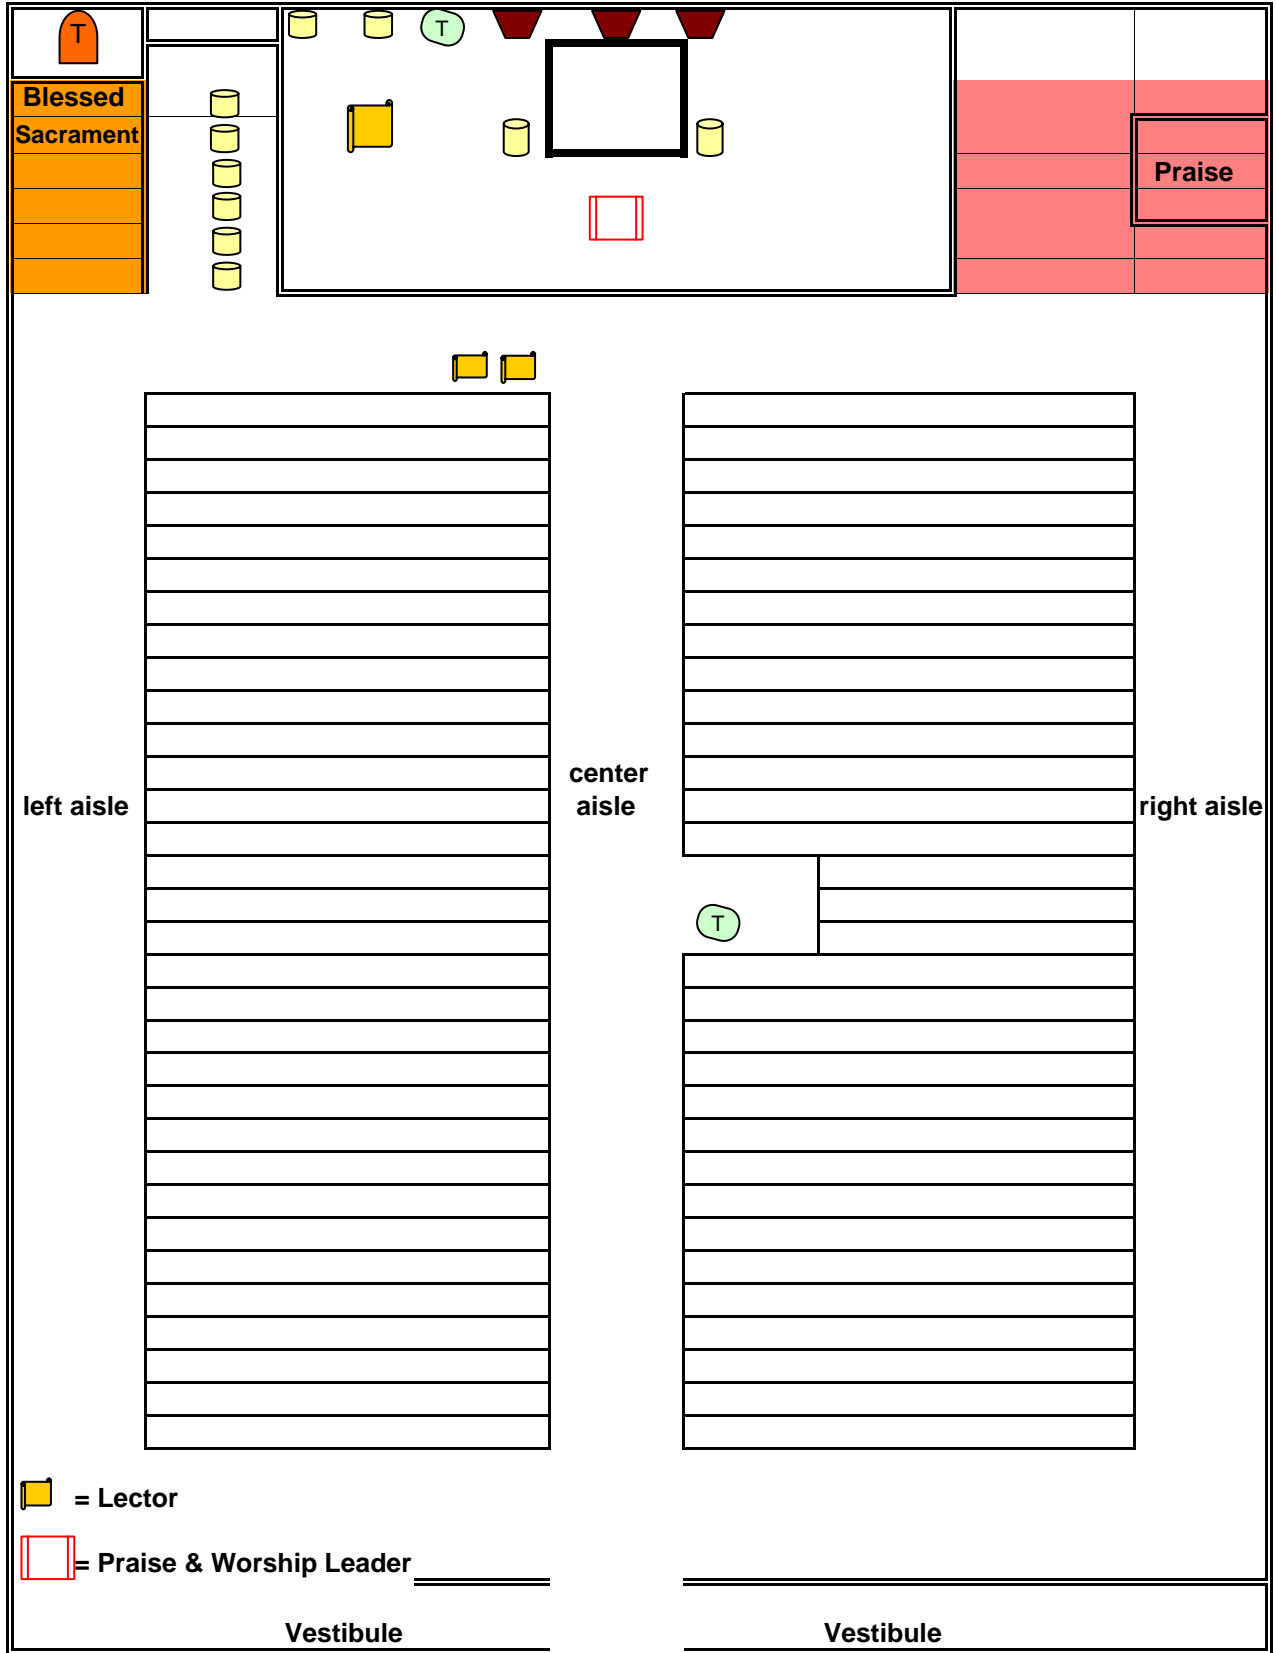 T
T
Blessed
Sacrament
Praise
center
left aisle
aisle
right aisle
T
= Lector
= Praise & Worship Leader
Vestibule
Vestibule